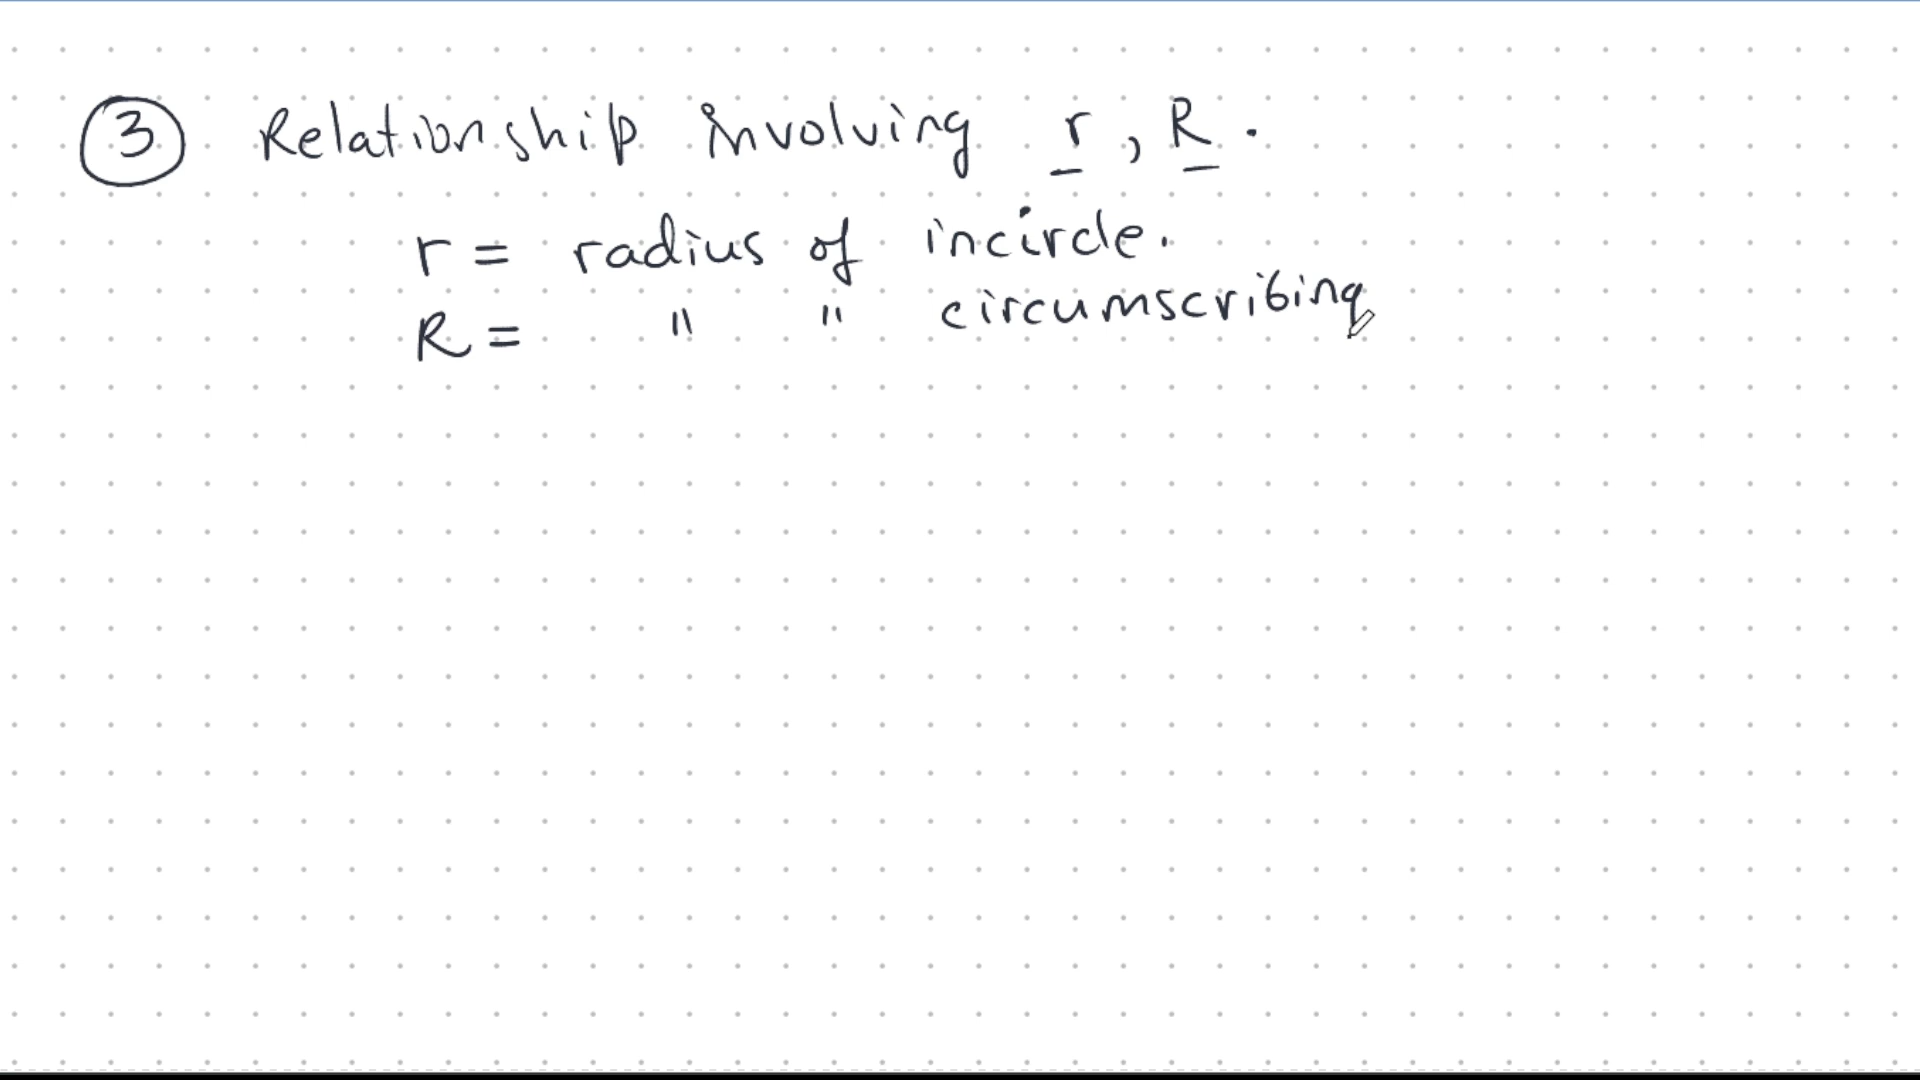 ③ Relationship involving r, R.
r = radius of incircle.
R = " " circumscribing